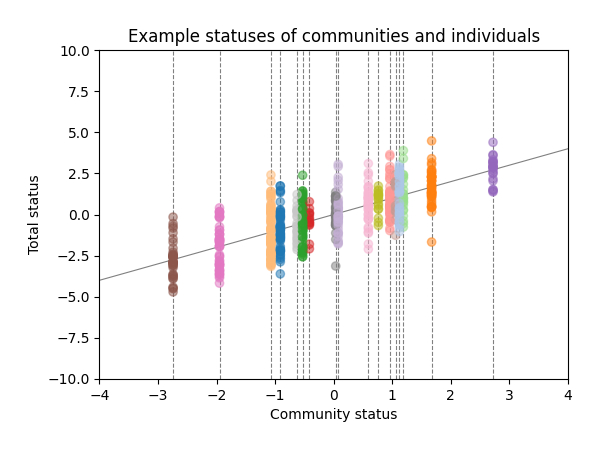 Example statuses of communities and individuals
10.0
7.5
5.0
2.5
0.0
−2.5
−5.0
−7.5
−10.0
Total status
−4 −3 −2 −1 0 1 2 3 4
Community status